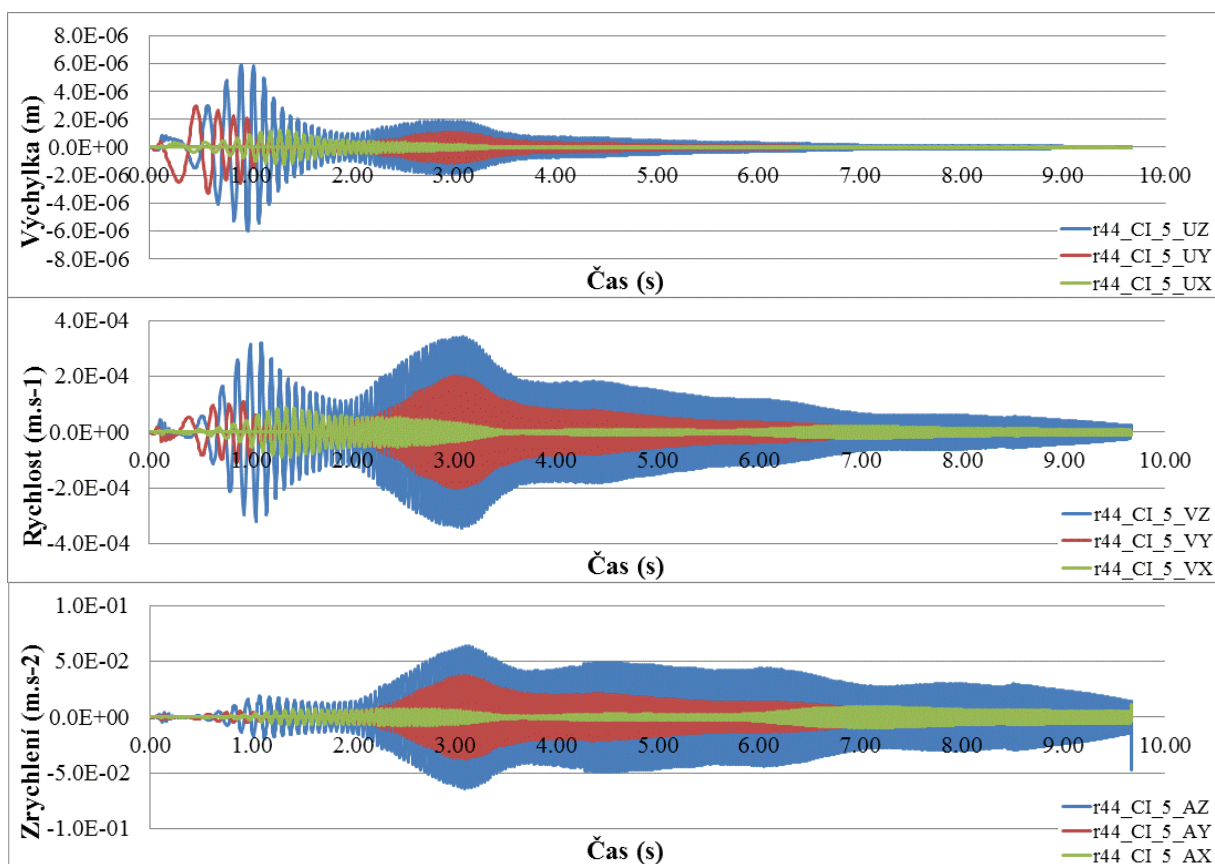 8.0E-06
6.0E-06
4.0E-06
2.0E-06
0.0E+00
-2.0E-06
-4.0E-06
-6.0E-06
-8.0E-06
Výchylka (m)
0.00 1.00 2.00 3.00 4.00 5.00 6.00 7.00 8.00 9.00 10.00
Čas (s)
r44_CI_5_UZ
r44_CI_5_UY
r44_CI_5_UX
4.0E-04
2.0E-04
0.0E+00
-2.0E-04
-4.0E-04
Rychlost (m.s-1)
0.00 1.00 2.00 3.00 4.00 5.00 6.00 7.00 8.00 9.00 10.00
Čas (s)
r44_CI_5_VZ
r44_CI_5_VY
r44_CI_5_VX
1.0E-01
5.0E-02
0.0E+00
-5.0E-02
-1.0E-01
Zrychlení (m.s-2)
0.00 1.00 2.00 3.00 4.00 5.00 6.00 7.00 8.00 9.00 10.00
Čas (s)
r44_CI_5_AZ
r44_CI_5_AY
r44_CI_5_AX